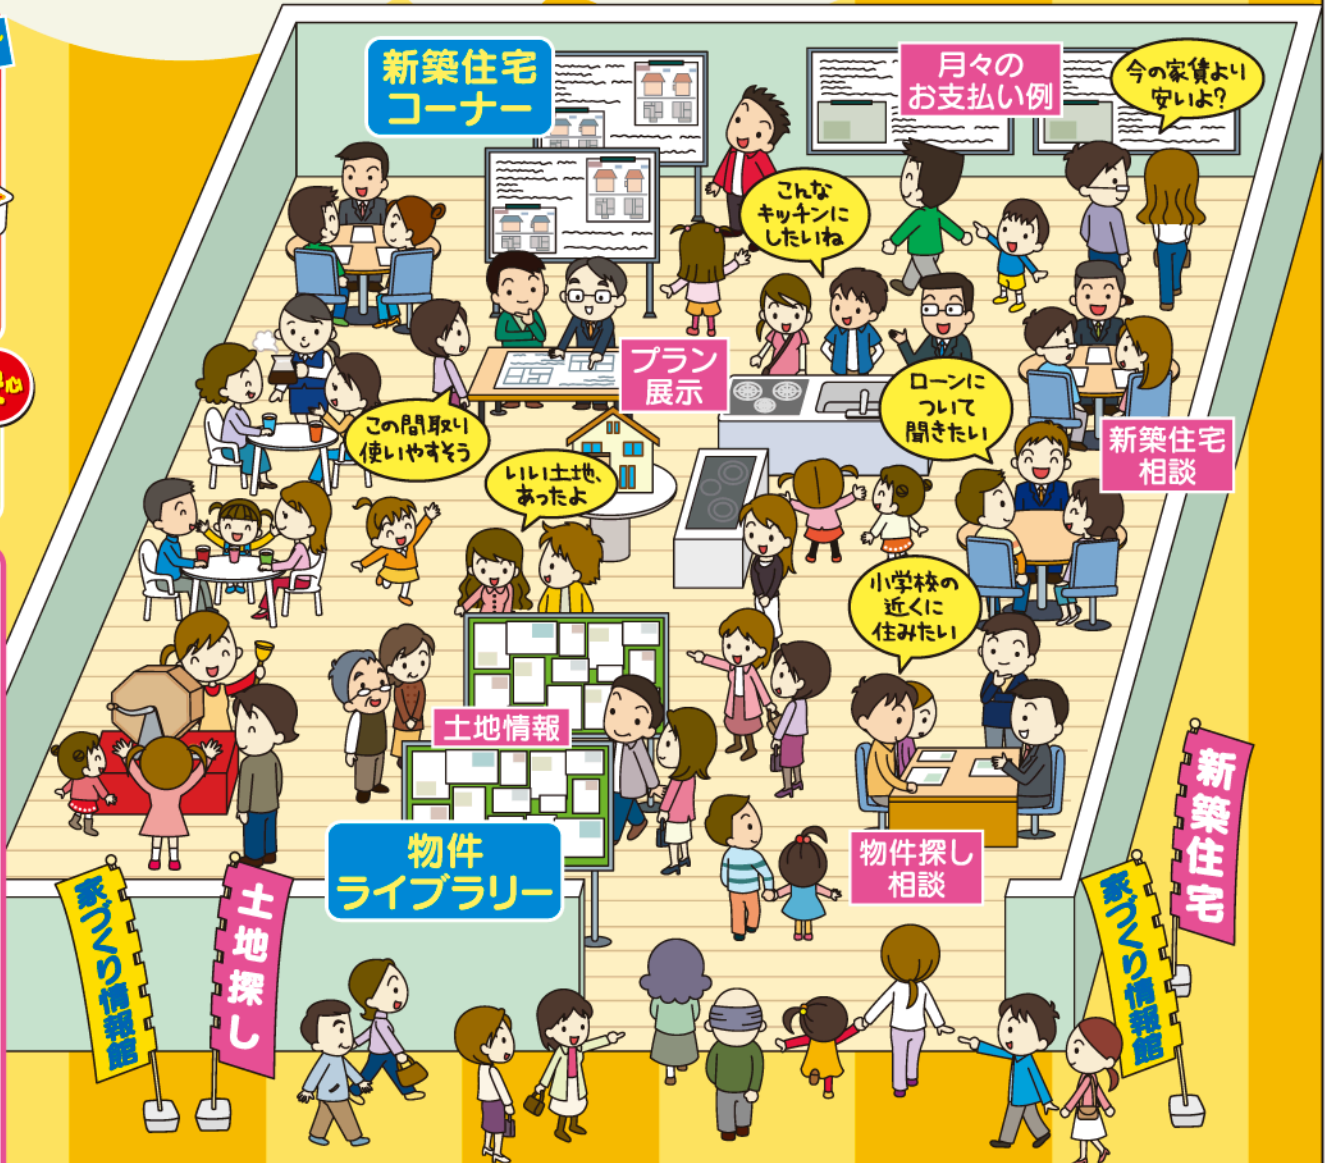 新築住宅
コーナー
月々の
お支払い例
今の家賃より
安いよ?
こんな
キッチンに
したいね
プラン
展示
ローンに
ついて
聞きたい
この間取り
使いやすそう
新築住宅
相談
いい土地、
あったよ
小学校の
近くに
住みたい
土地情報
物件
ライブラリー
物件探し
相談
新築住宅
家づくり情報館
土地探し
家づくり情報館
心